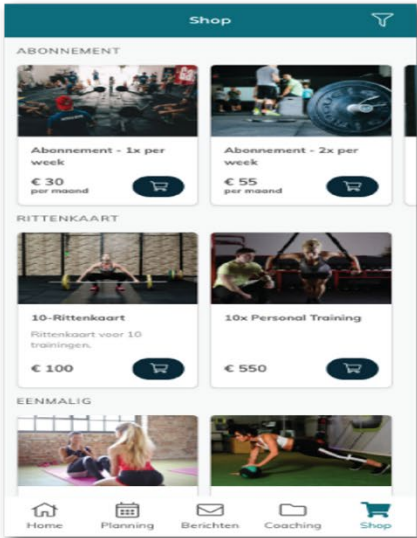 Shop
ABONNEMENT
Abonnement - 1x per
week
€ 30
per maand
Abonnement - 2x per
week
€ 55
per maand
RITTENKAART
10-Rittenkaart
Rittenkaart voor 10
trainingen.
€ 100
10x Personal Training
€ 550
EENMALIG
Home
Planning
Berichten
Coaching
Shop